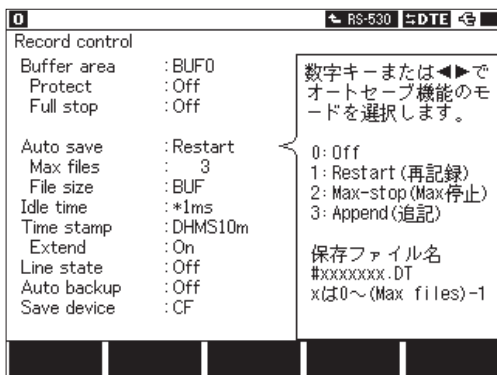 0 RS-530 DTE
Record control
Buffer area :BUF0
Protect :Off
Full stop :Off
Auto save :Restart
Max files : 3
File size :BUF
Idle time :*1ms
Time stamp :DHMS10m
Extend :On
Line state :Off
Auto backup :Off
Save device :CF
数字キーまたは◀▶で
オートセーブ機能のモ
ードを選択します。
0:Off
1:Restart(再記録)
2:Max-stop(Max停止)
3:Append(追記)
保存ファイル名
#xxxxxxx.DT
xは0～(Max files)-1